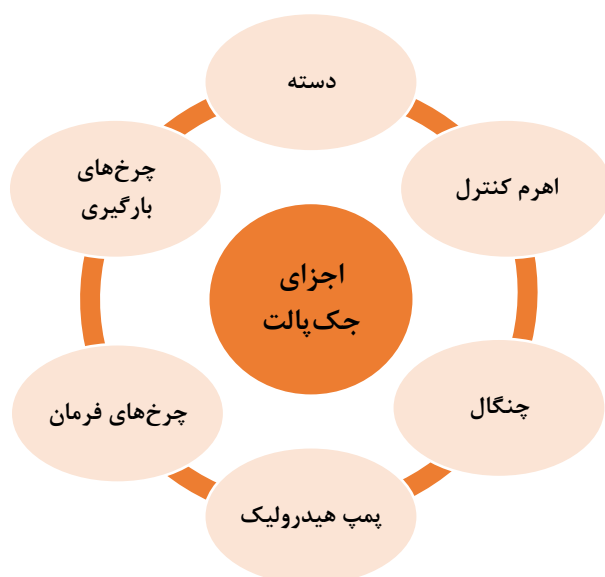 دسته
اهرم کنترل
چنگال
پمپ هیدرولیک
چرخ‌های فرمان
چرخ‌های
بارگیری
اجزای
جک‌پالت